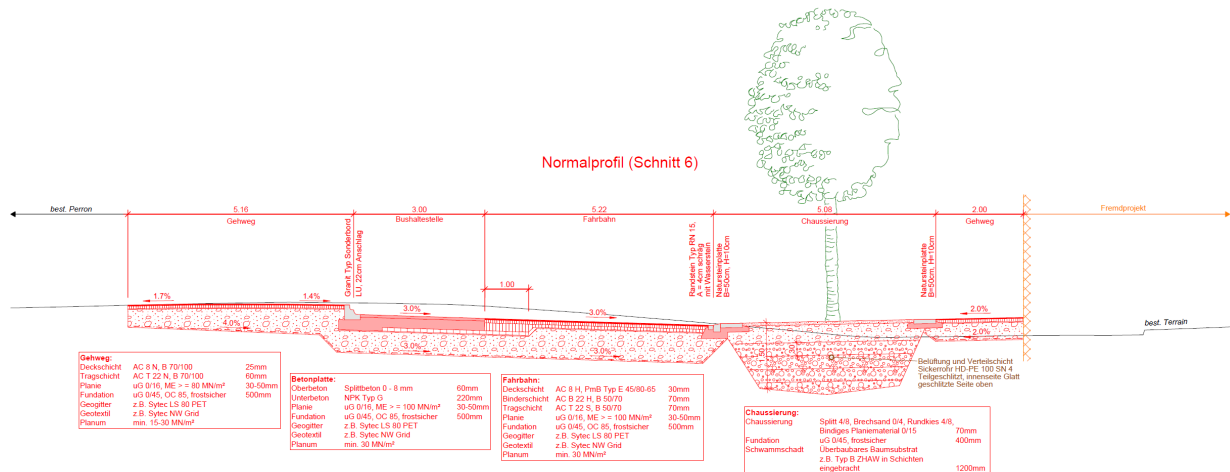 Normalprofil (Schnitt 6)
best. Perron
5.16
Gehweg
3.00
Bushaltestelle
5.22
Fahrbahn
5.08
Chaussierung
2.00
Gehweg
Fremdprojekt
Granit Typ Sonderbord
LU, 22cm Anschlag
Randstein Typ RN 15,
A = 4cm schräg
mit Wasserstein
Natursteinplatte
B=50cm, H=10cm
Natursteinplatte
B=50cm, H=10cm
1.00
1.7%
1.4%
3.0%
3.0%
2.0%
4.0%
3.0%
3.0%
2.0%
best. Terrain
Belüftung und Verteilschicht
Sickerrohr HD-PE 100 SN 4
Teilgeschlitzt, innenseite Glatt
geschlitzte Seite oben
Gehweg:
Deckschicht AC 8 N, B 70/100 25mm
Tragschicht AC T 22 N, B 70/100 60mm
Planie uG 0/16, ME > = 80 MN/m² 30-50mm
Fundation uG 0/45, OC 85, frostsicher 500mm
Geogitter z.B. Sytec LS 80 PET
Geotextil z.B. Sytec NW Grid
Planum min. 15-30 MN/m²
Betonplatte:
Oberbeton Splittbeton 0 - 8 mm 60mm
Unterbeton NPK Typ G 220mm
Planie uG 0/16, ME > = 100 MN/m² 30-50mm
Fundation uG 0/45, OC 85, frostsicher 500mm
Geogitter z.B. Sytec LS 80 PET
Geotextil z.B. Sytec NW Grid
Planum min. 30 MN/m²
Fahrbahn:
Deckschicht AC 8 H, PmB Typ E 45/80-65 30mm
Binderschicht AC B 22 H, B 50/70 70mm
Tragschicht AC T 22 S, B 50/70 70mm
Planie uG 0/16, ME > = 100 MN/m² 30-50mm
Fundation uG 0/45, OC 85, frostsicher 500mm
Geogitter z.B. Sytec LS 80 PET
Geotextil z.B. Sytec NW Grid
Planum min. 30 MN/m²
Chaussierung:
Chaussierung Splitt 4/8, Brechsand 0/4, Rundkies 4/8,
Bindiges Planiematerial 0/15 70mm
Fundation uG 0/45, frostsicher 400mm
Schwammschaft Überbaubares Baumsubstrat
z.B. Typ B ZHAW in Schichten
eingebracht 1200mm